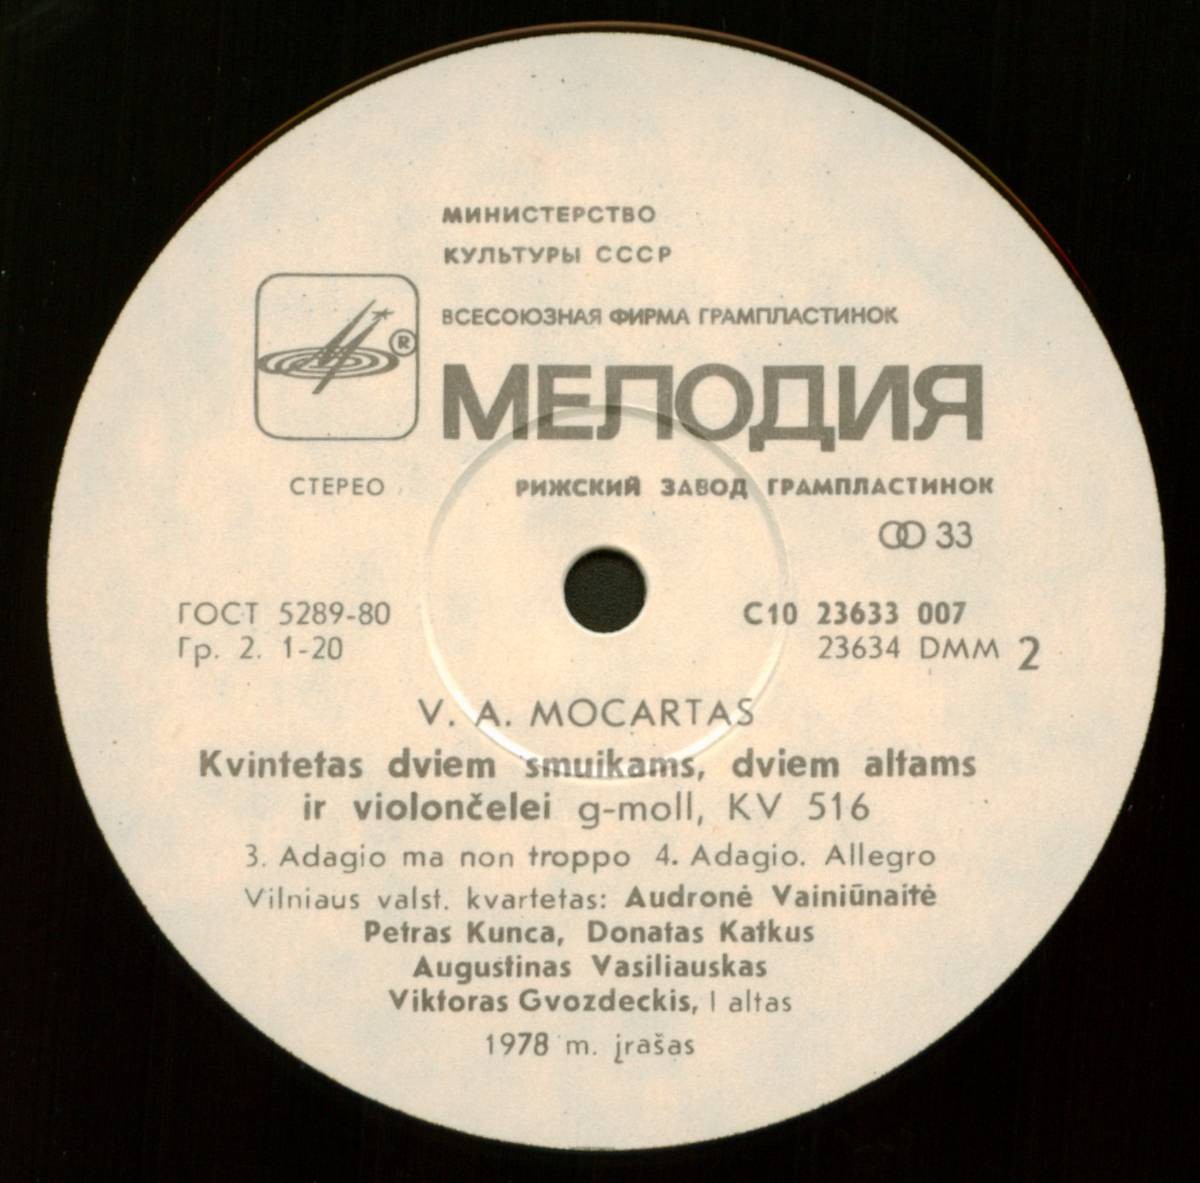 МИНИСТЕРСТВО
КУЛЬТУРЫ СССР
ВСЕСОЮЗНАЯ ФИРМА ГРАМПЛАСТИНОК
®
МЕЛОДИЯ
СТЕРЕО
РИЖСКИЙ ЗАВОД ГРАМПЛАСТИНОК
33
ГОСТ 5289-80
Гр. 2. 1-20
С10 23633 007
23634 DMM 2
V. A. MOCARTAS
Kvintetas dviem smuikams, dviem altams
ir violončelei g-moll, KV 516
3. Adagio ma non troppo 4. Adagio. Allegro
Vilniaus valst. kvartetas: Audronė Vainiūnaitė
Petras Kunca, Donatas Katkus
Augustinas Vasiliauskas
Viktoras Gvozdeckis, I altas
1978 m. įrašas